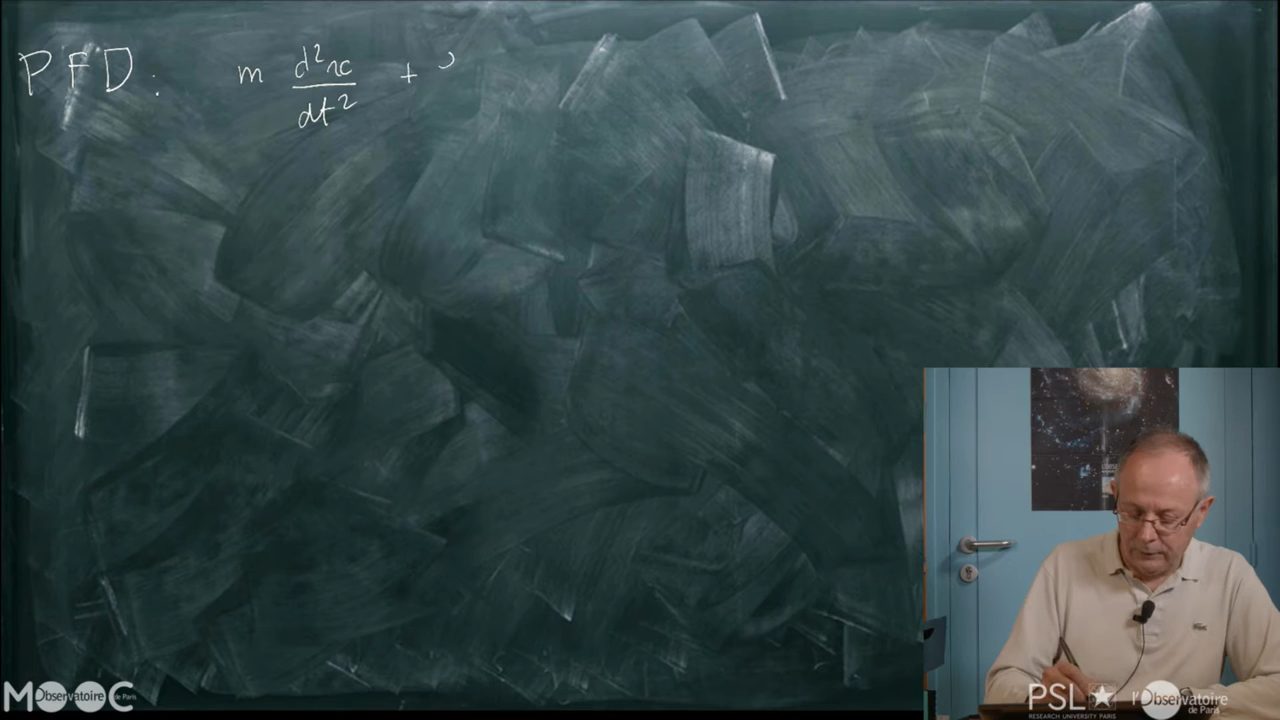 PFD : m d²x/dt² +
MOOC Observatoire de Paris
PSL★
RESEARCH UNIVERSITY PARIS
l'Observatoire de Paris